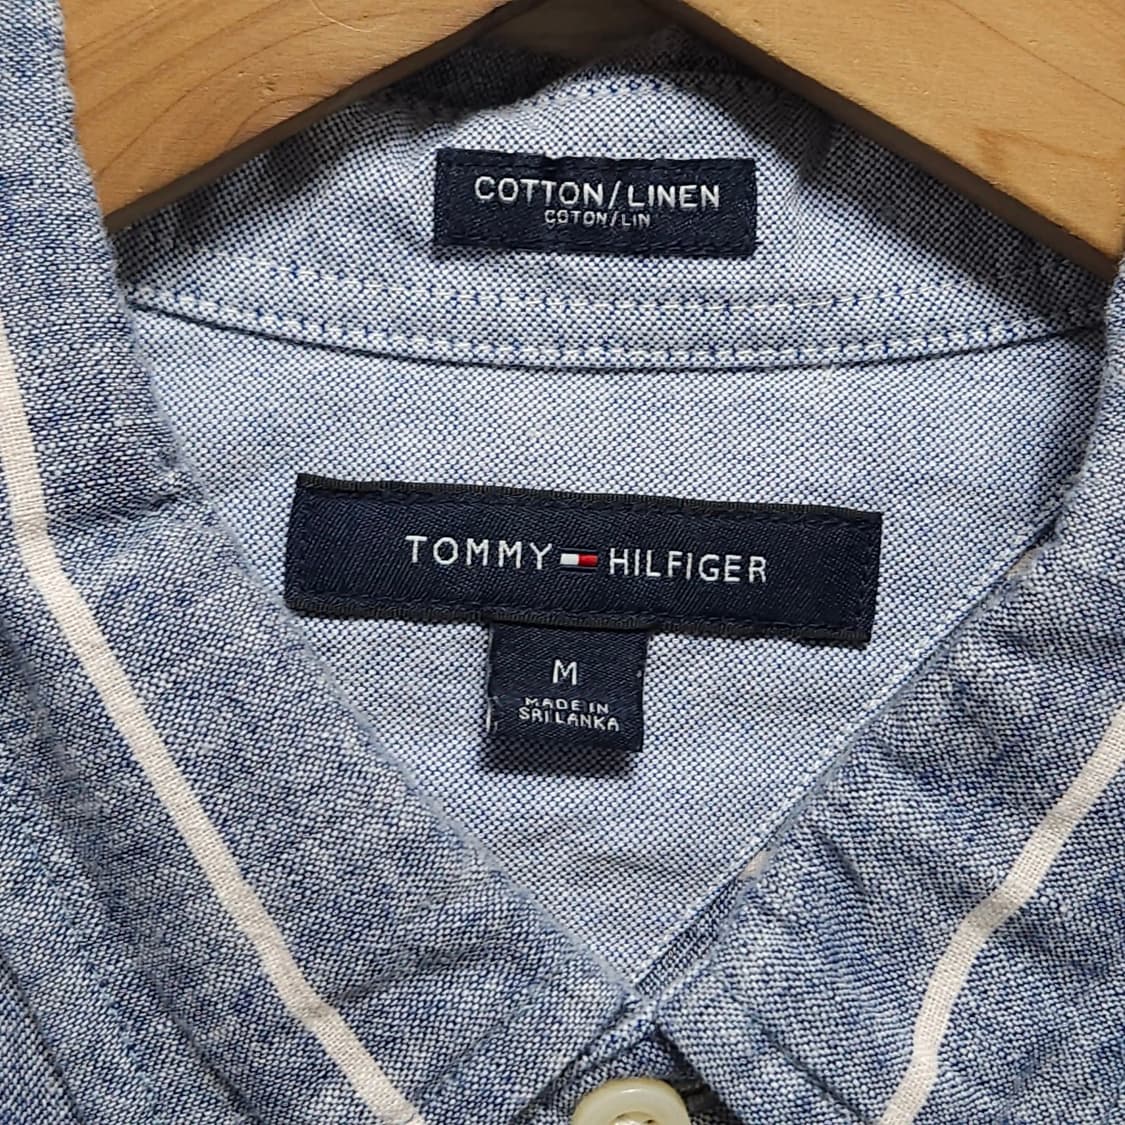 COTTON/LINEN
COTON/LIN
TOMMY HILFIGER
M
MADE IN
SRI LANKA